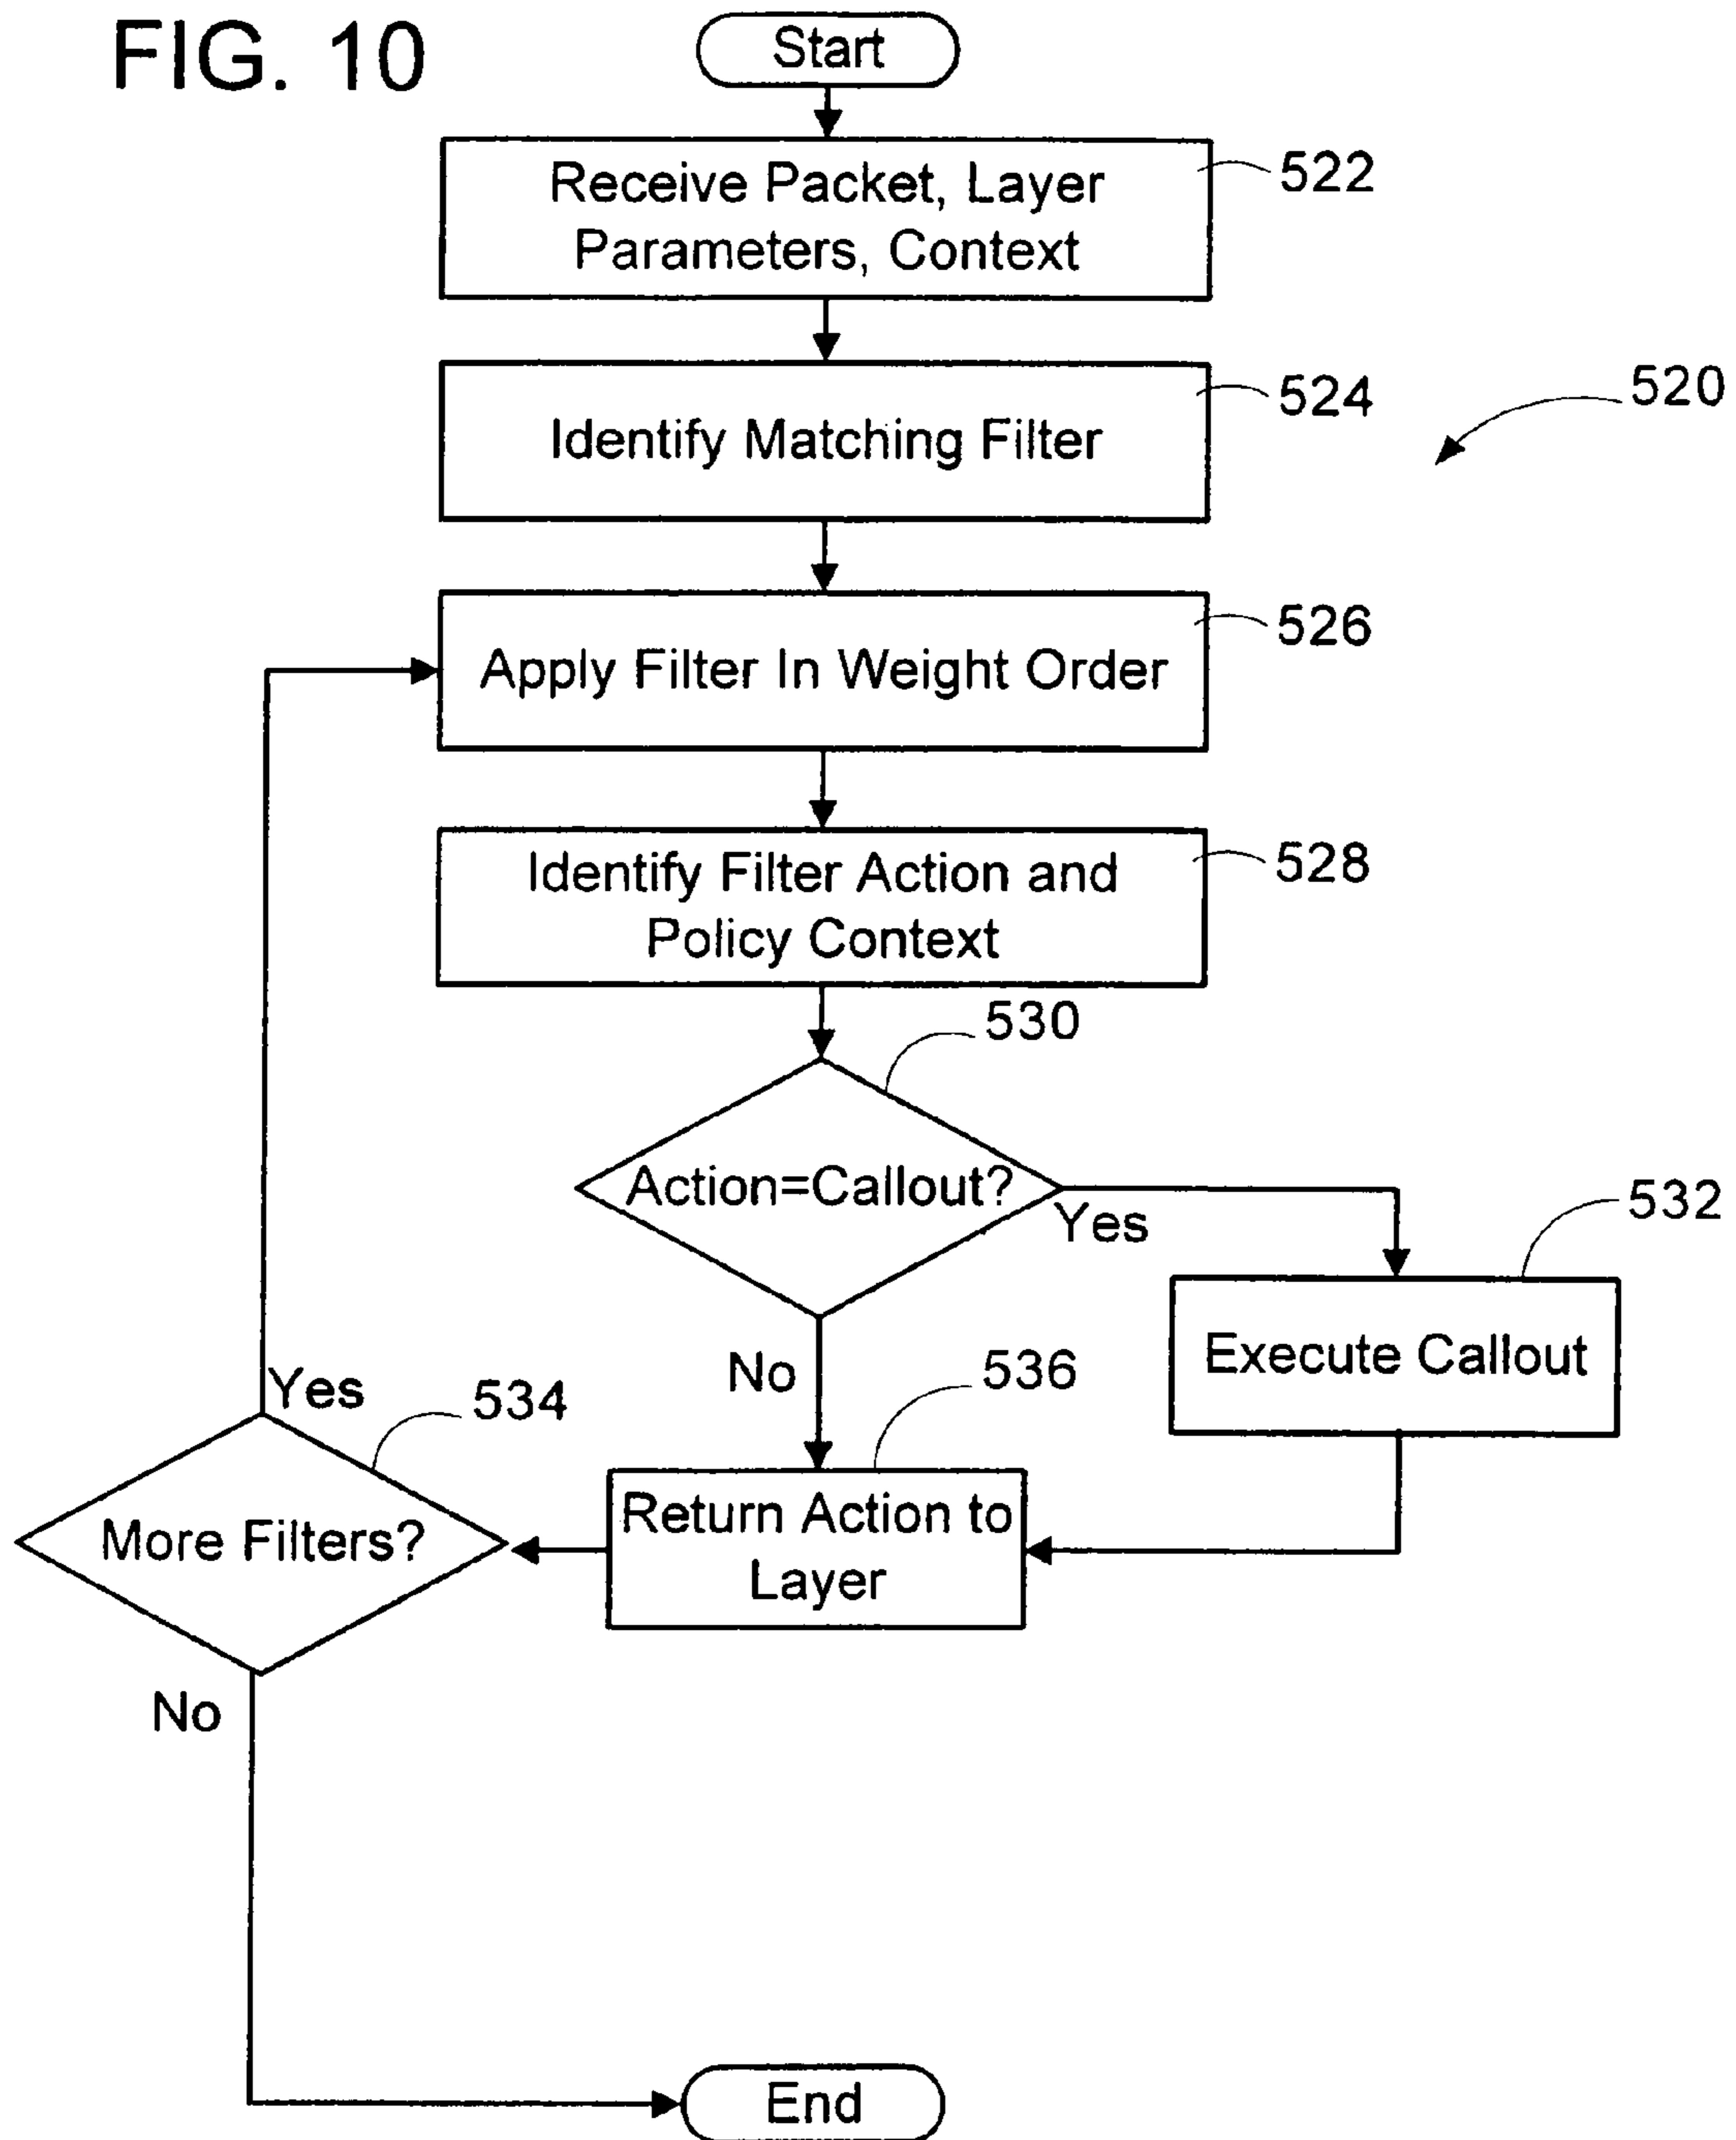 FIG. 10
Start
Receive Packet, Layer
Parameters, Context
522
Identify Matching Filter
524
520
Apply Filter In Weight Order
526
Identify Filter Action and
Policy Context
528
530
Action=Callout?
Yes
532
Execute Callout
No
536
Return Action to
Layer
Yes
534
More Filters?
No
End